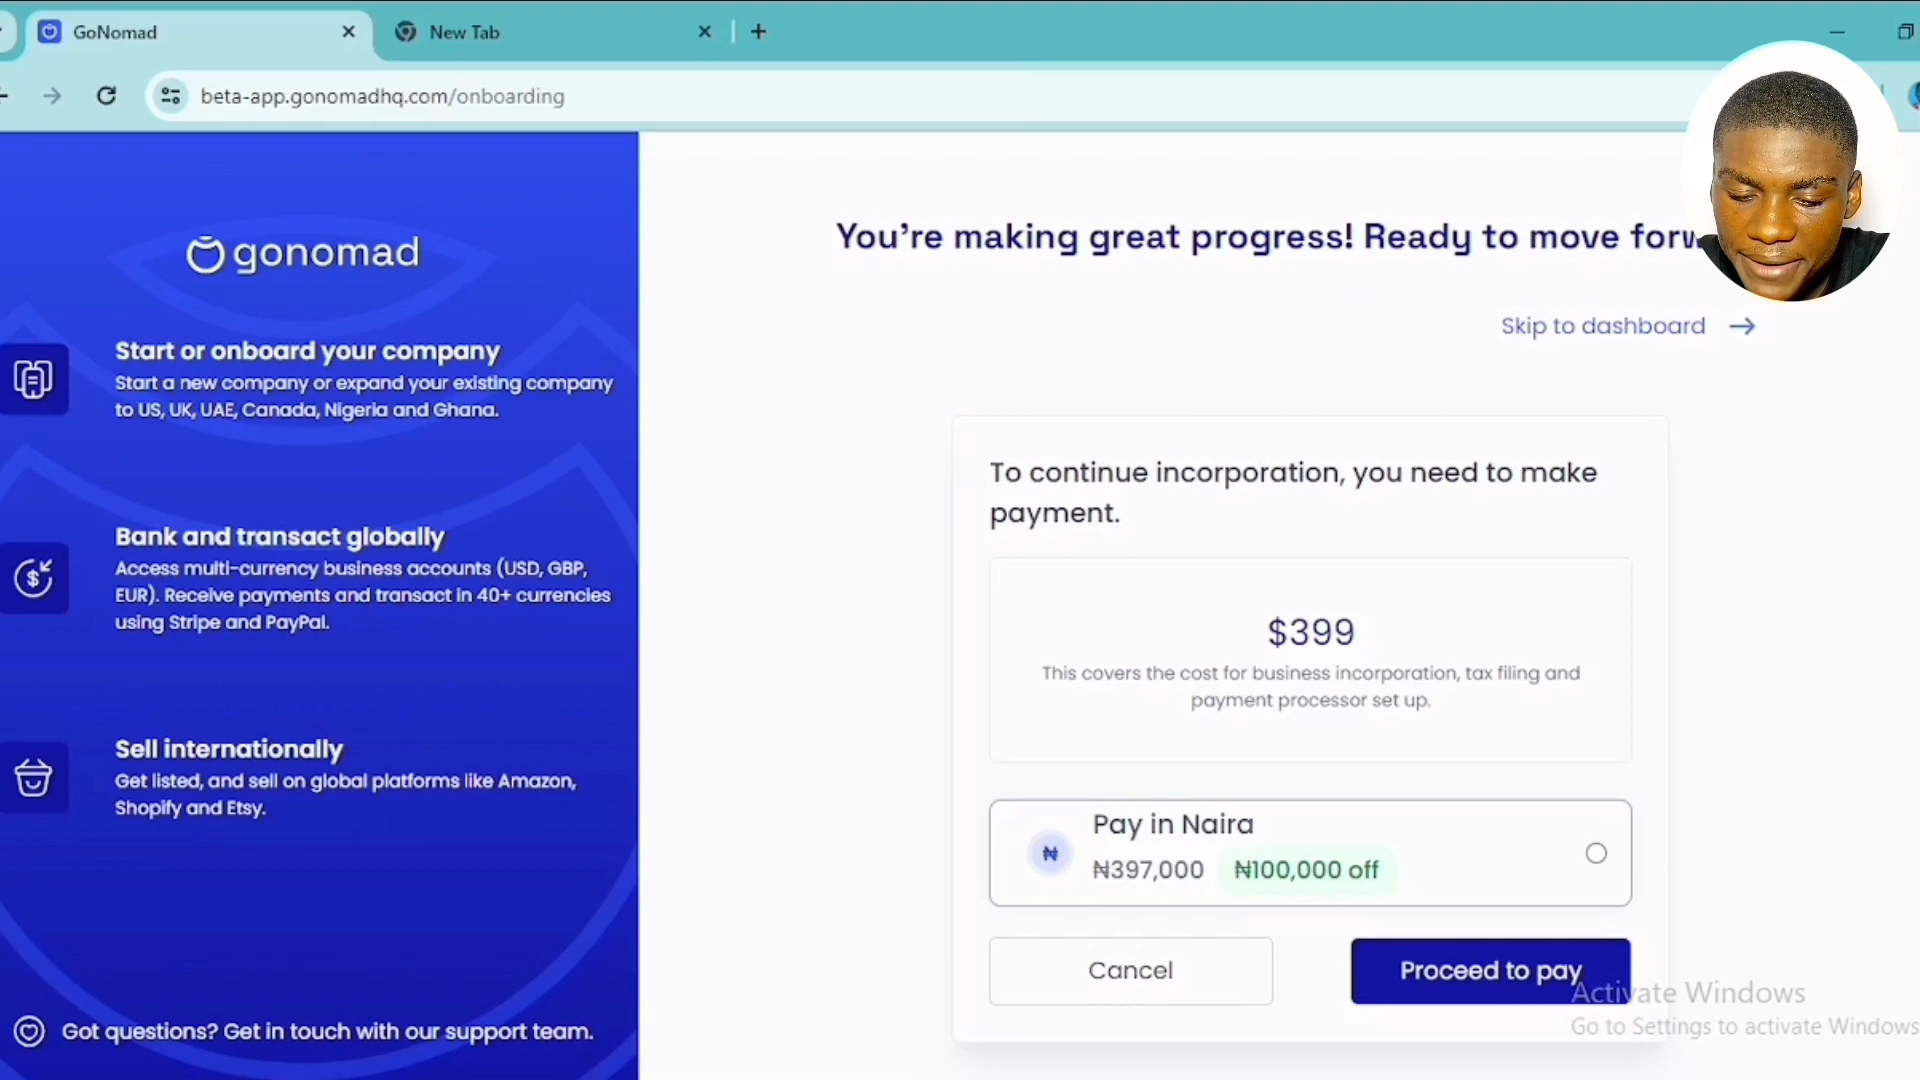 GoNomad
New Tab
beta-app.gonomadhq.com/onboarding
gonomad
Start or onboard your company
Start a new company or expand your existing company
to US, UK, UAE, Canada, Nigeria and Ghana.
Bank and transact globally
Access multi-currency business accounts (USD, GBP,
EUR). Receive payments and transact in 40+ currencies
using Stripe and PayPal.
Sell internationally
Get listed, and sell on global platforms like Amazon,
Shopify and Etsy.
Got questions? Get in touch with our support team.
You're making great progress! Ready to move forw
Skip to dashboard
To continue incorporation, you need to make
payment.
$399
This covers the cost for business incorporation, tax filing and
payment processor set up.
Pay in Naira
₦
₦397,000 ₦100,000 off
Cancel
Proceed to pay
Activate Windows
Go to Settings to activate Windows